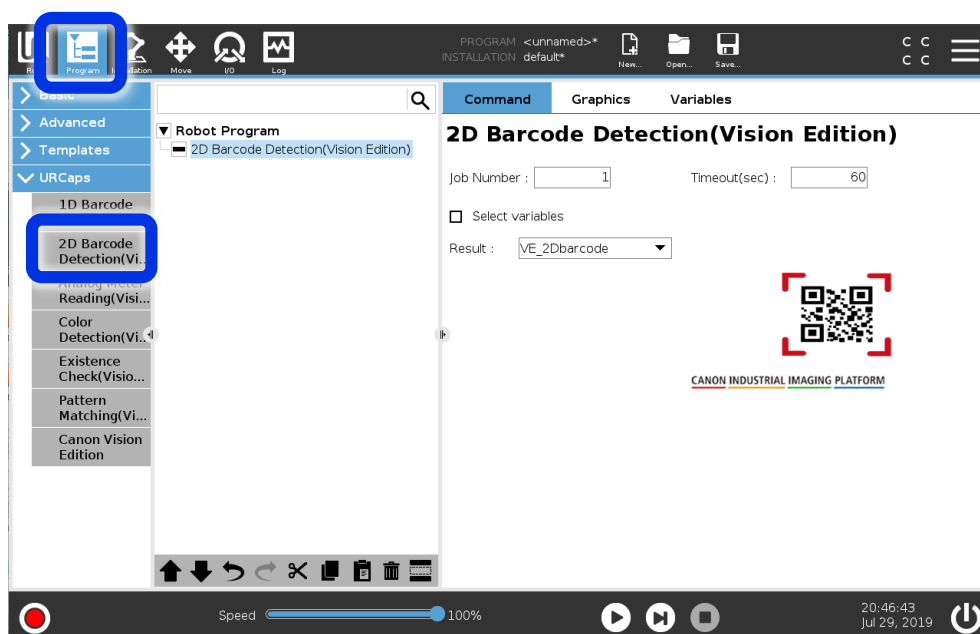 PROGRAM <unnamed>*
INSTALLATION default*
New...
Open...
Save...
C C
C C
Program
Move
I/O
Log
Basic
Advanced
Templates
URCaps
1D Barcode
2D Barcode
Detection(Vi...
Analog Meter
Reading(Visi...
Color
Detection(Vi...
Existence
Check(Visio...
Pattern
Matching(Vi...
Canon Vision
Edition
Robot Program
2D Barcode Detection(Vision Edition)
Command
Graphics
Variables
2D Barcode Detection(Vision Edition)
Job Number : 1
Timeout(sec) : 60
Select variables
Result : VE_2Dbarcode
CANON INDUSTRIAL IMAGING PLATFORM
Speed
100%
20:46:43
Jul 29, 2019